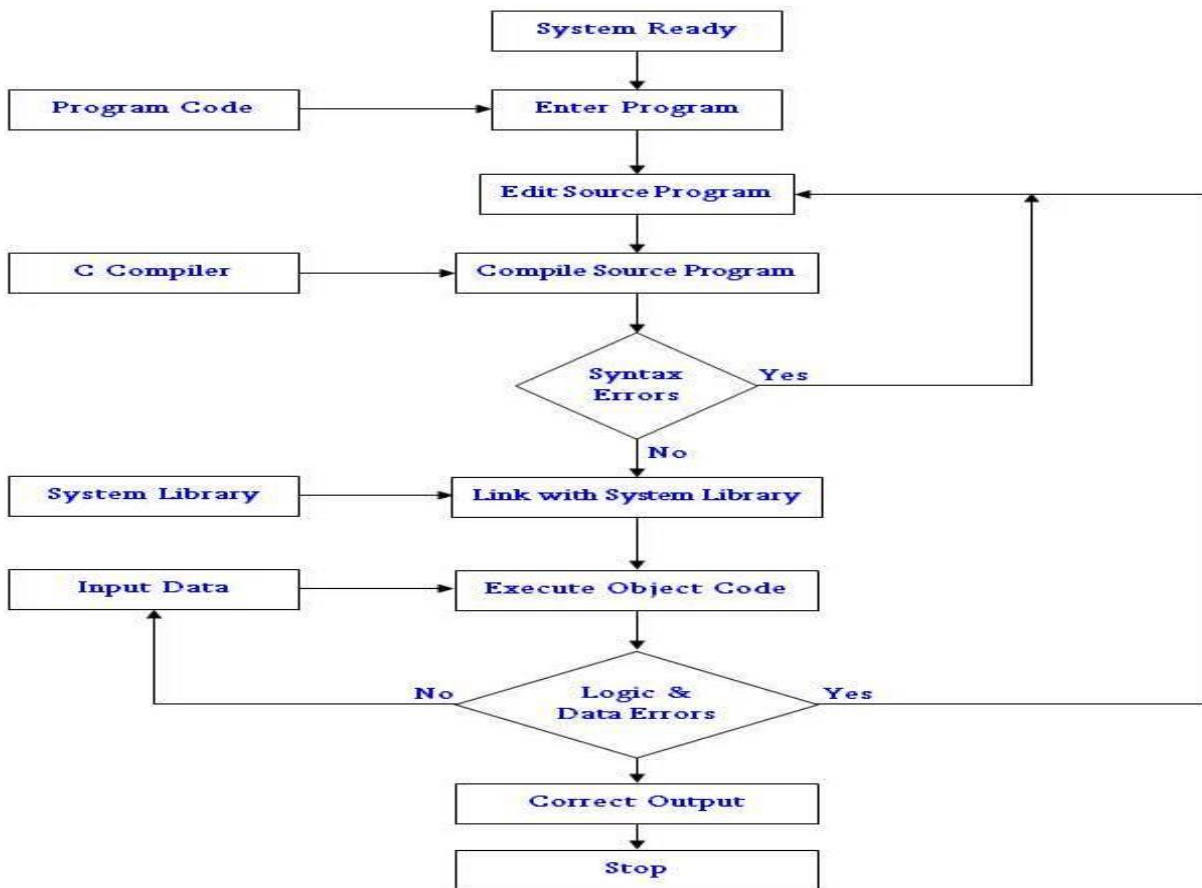 System Ready
Program Code
Enter Program
Edit Source Program
C Compiler
Compile Source Program
Syntax
Errors
Yes
No
System Library
Link with System Library
Input Data
Execute Object Code
No
Logic &
Data Errors
Yes
Correct Output
Stop